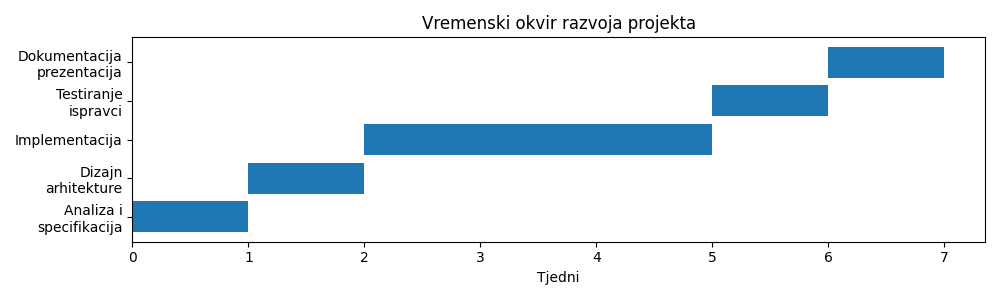 Vremenski okvir razvoja projekta
Dokumentacija
prezentacija
Testiranje
ispravci
Implementacija
Dizajn
arhitekture
Analiza i
specifikacija
0 1 2 3 4 5 6 7
Tjedni